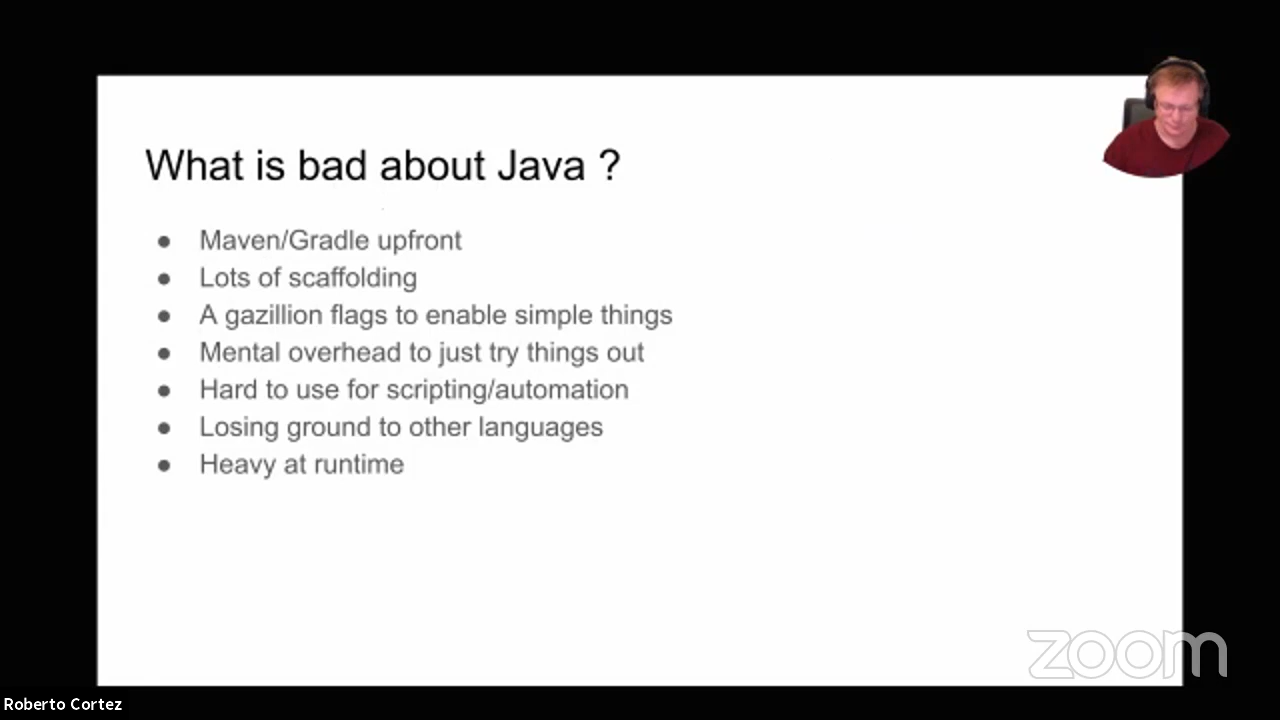 What is bad about Java ?
● Maven/Gradle upfront
● Lots of scaffolding
● A gazillion flags to enable simple things
● Mental overhead to just try things out
● Hard to use for scripting/automation
● Losing ground to other languages
● Heavy at runtime
zoom
Roberto Cortez